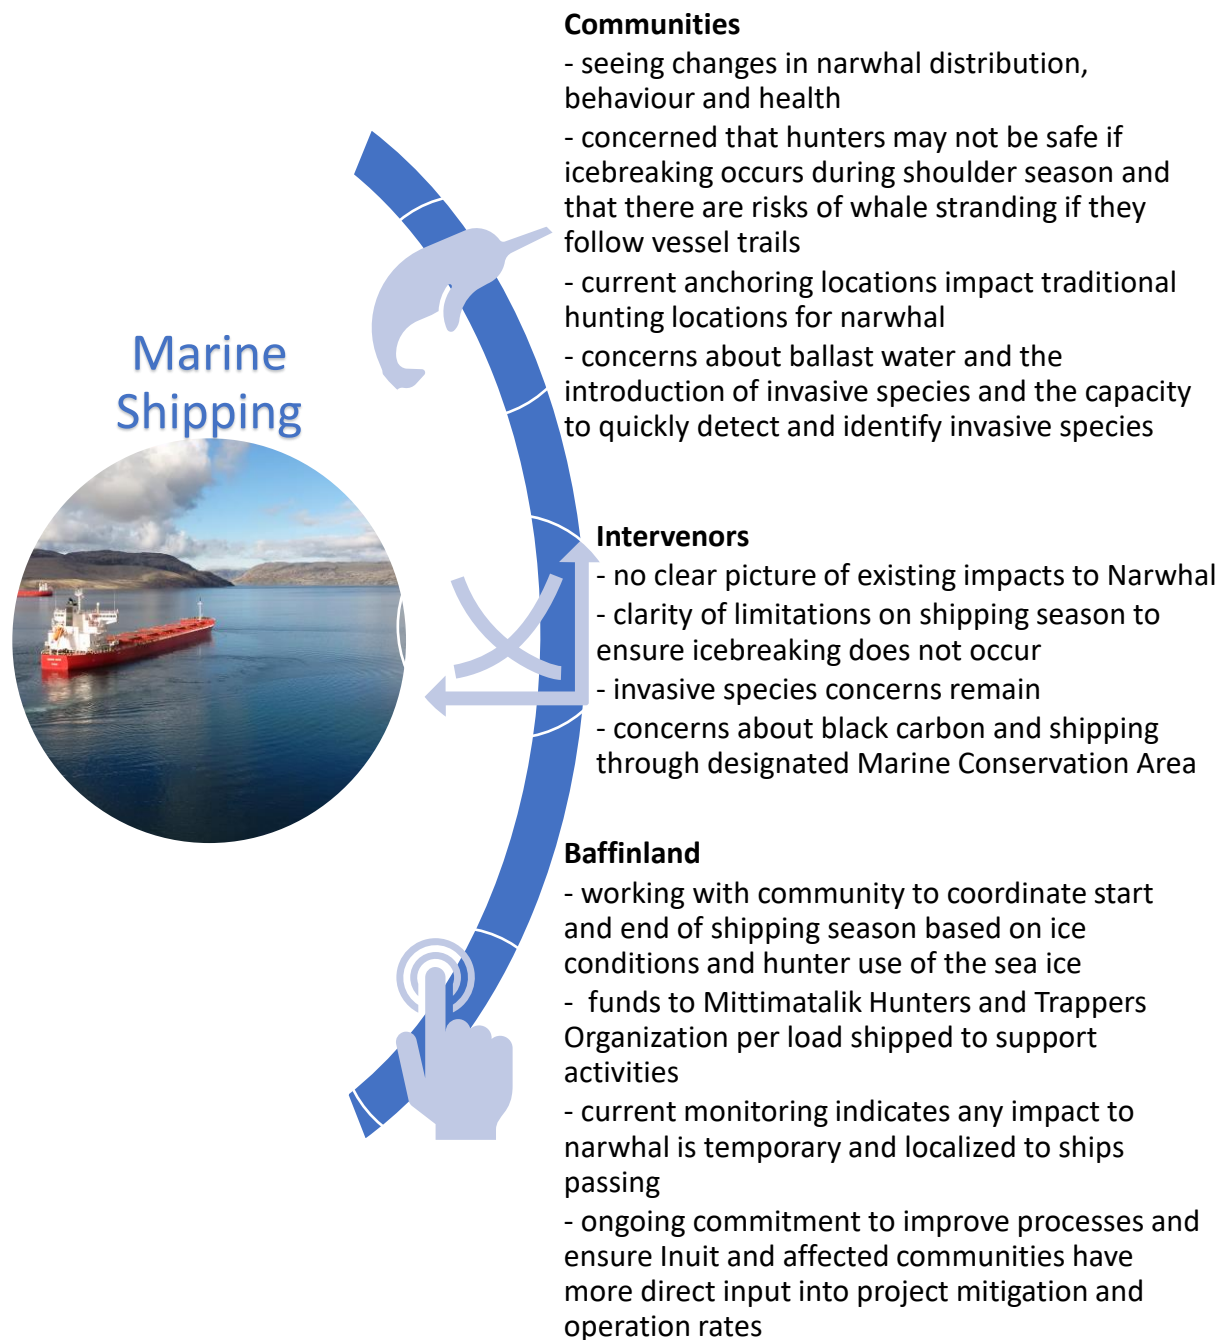 Marine
Shipping
Communities
- seeing changes in narwhal distribution,
behaviour and health
- concerned that hunters may not be safe if
icebreaking occurs during shoulder season and
that there are risks of whale stranding if they
follow vessel trails
- current anchoring locations impact traditional
hunting locations for narwhal
- concerns about ballast water and the
introduction of invasive species and the capacity
to quickly detect and identify invasive species
Intervenors
- no clear picture of existing impacts to Narwhal
- clarity of limitations on shipping season to
ensure icebreaking does not occur
- invasive species concerns remain
- concerns about black carbon and shipping
through designated Marine Conservation Area
Baffinland
- working with community to coordinate start
and end of shipping season based on ice
conditions and hunter use of the sea ice
-  funds to Mittimatalik Hunters and Trappers
Organization per load shipped to support
activities
- current monitoring indicates any impact to
narwhal is temporary and localized to ships
passing
- ongoing commitment to improve processes and
ensure Inuit and affected communities have
more direct input into project mitigation and
operation rates